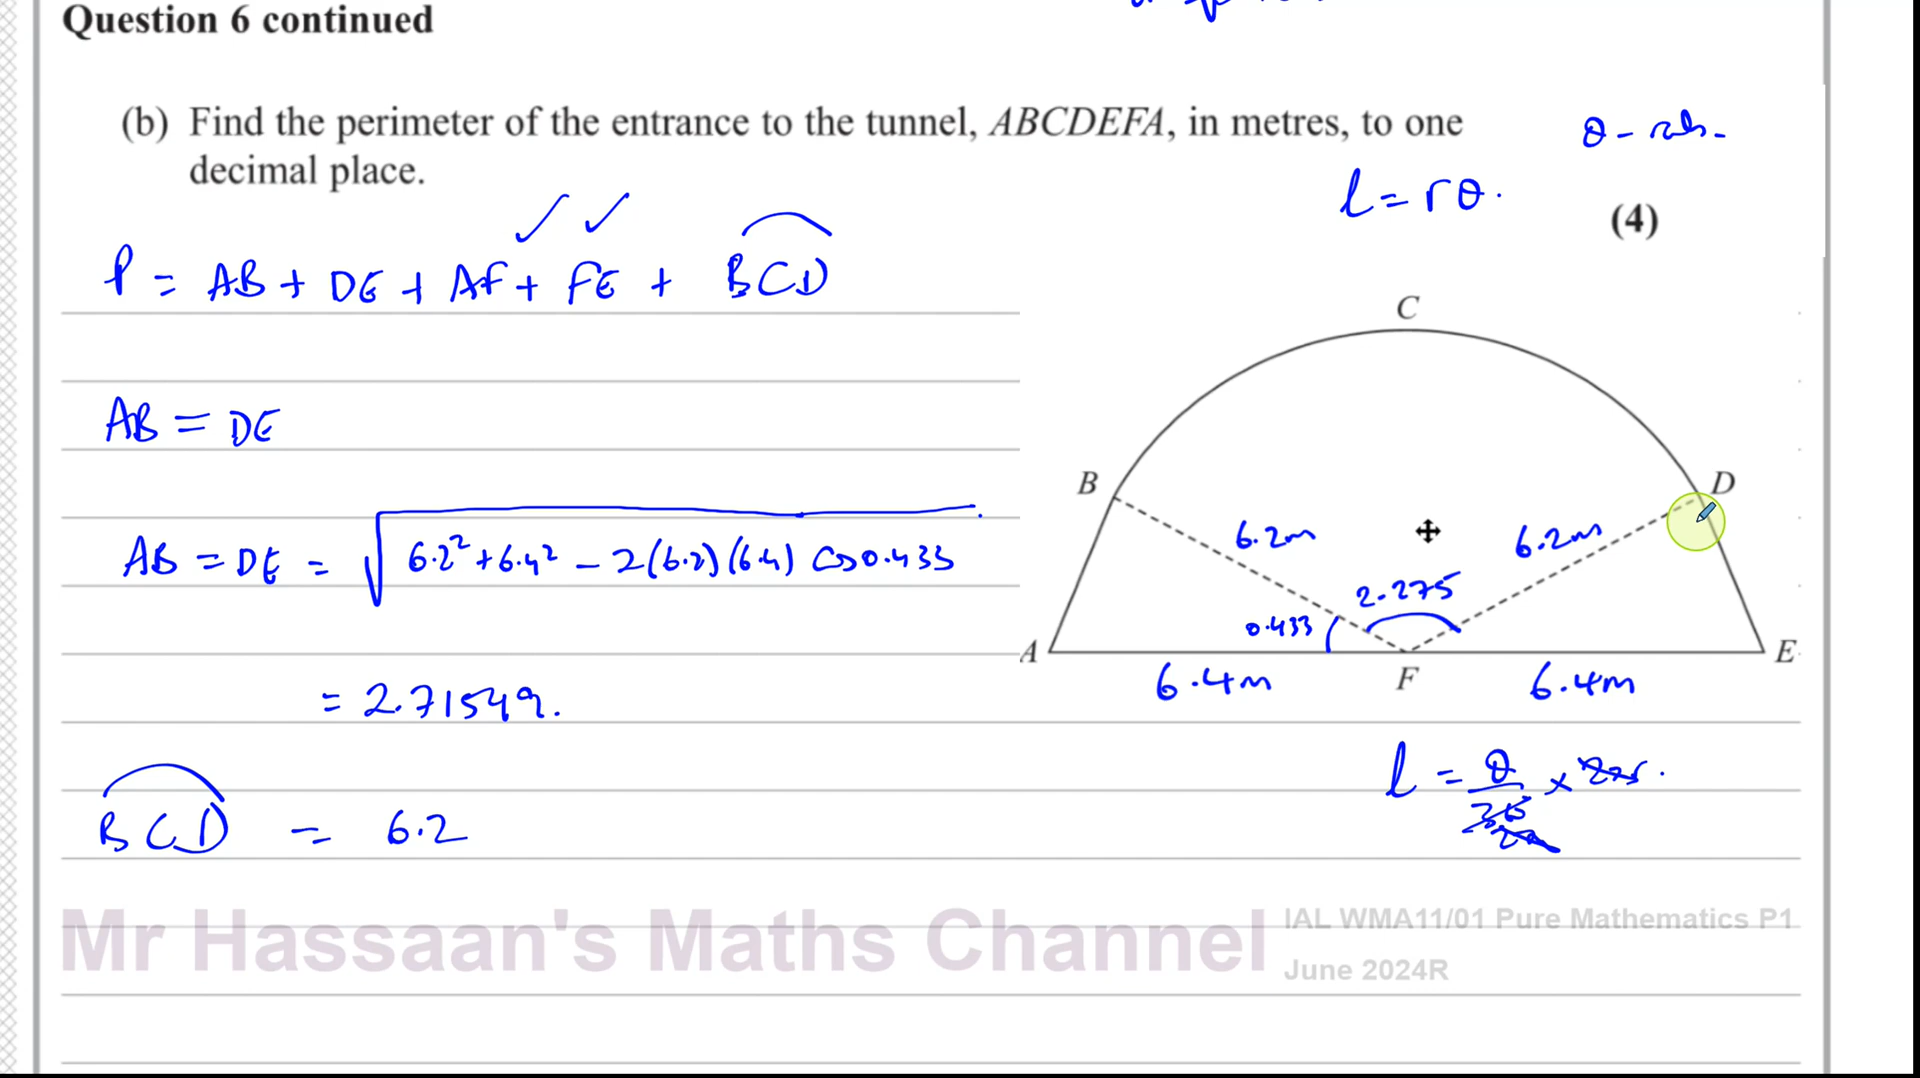 Question 6 continued
(b) Find the perimeter of the entrance to the tunnel, ABCDEFA, in metres, to one
decimal place.
θ - rads-
l = rθ.
(4)
P = AB + DE + AF + FE + BCD
C
AB = DE
B
D
AB = DE = √6.2² + 6.4² - 2(6.2)(6.4) cos 0.433
6.2m
6.2m
2.275
0.433
A
F
E
6.4m
6.4m
= 2.71549.
l = θ/2π × 2πr.
BCD = 6.2
Mr Hassaan's Maths Channel
IAL WMA11/01 Pure Mathematics P1
June 2024R